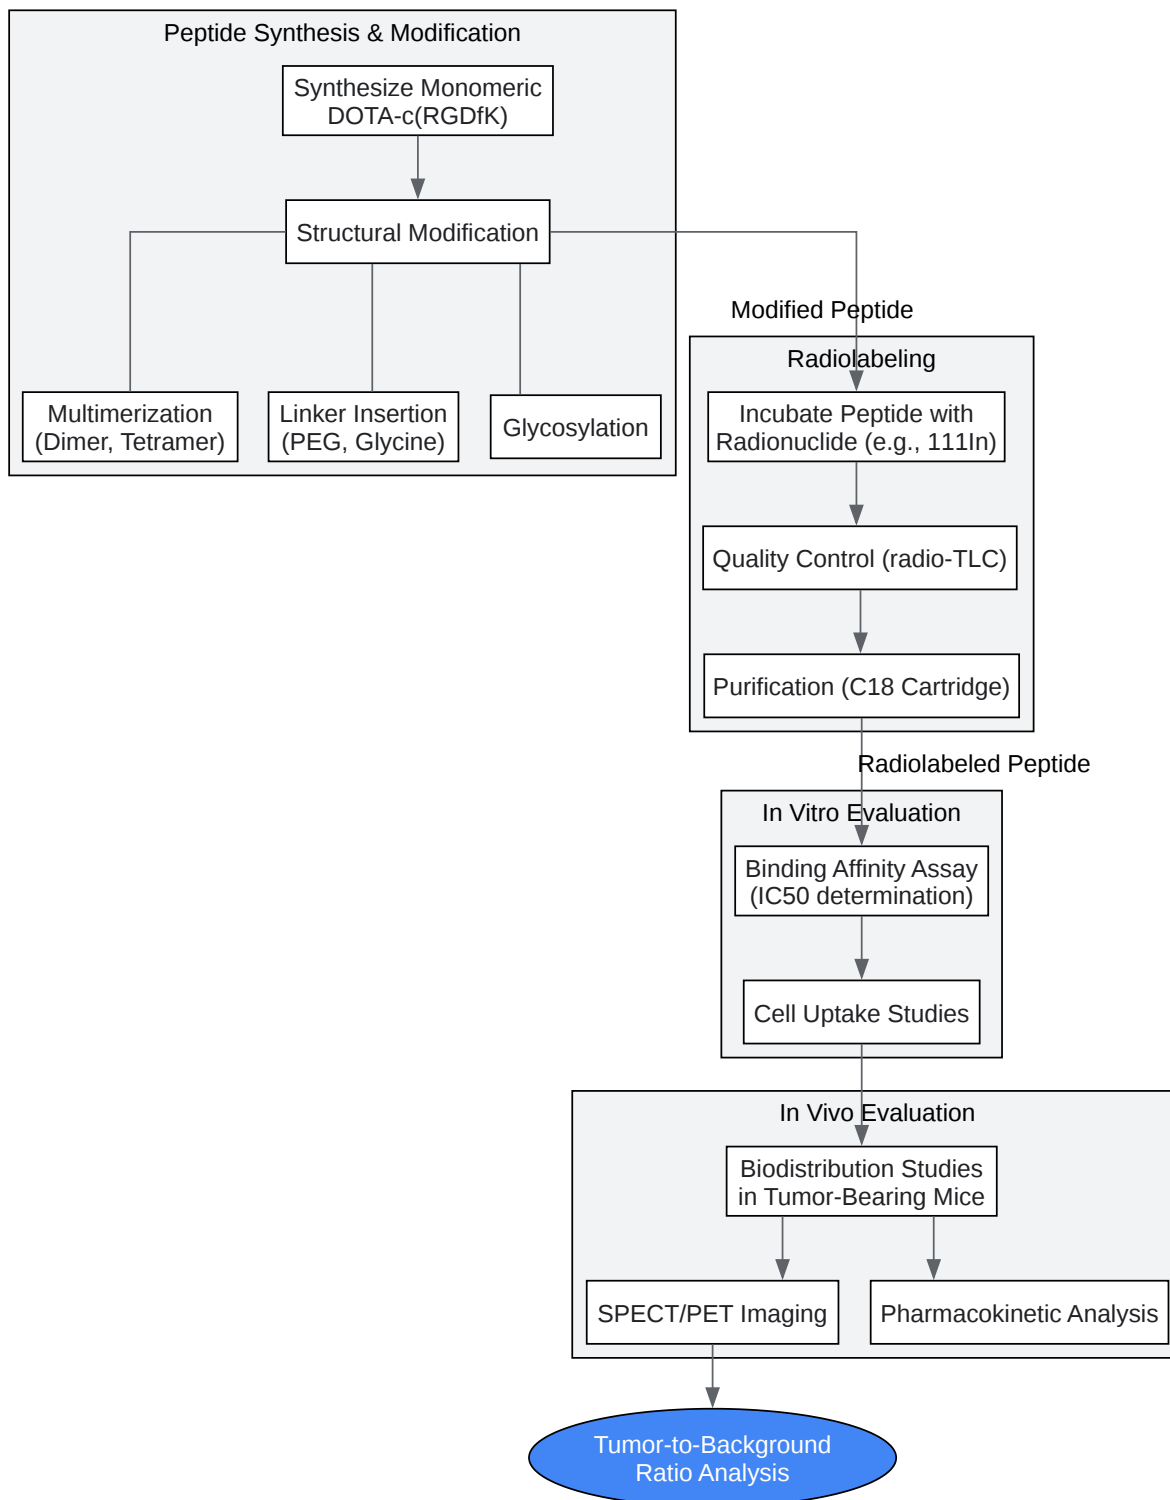 Peptide Synthesis & Modification
Synthesize Monomeric
DOTA-c(RGDfK)
Structural Modification
Multimerization
(Dimer, Tetramer)
Linker Insertion
(PEG, Glycine)
Glycosylation
Modified Peptide
Radiolabeling
Incubate Peptide with
Radionuclide (e.g., 111In)
Quality Control (radio-TLC)
Purification (C18 Cartridge)
Radiolabeled Peptide
In Vitro Evaluation
Binding Affinity Assay
(IC50 determination)
Cell Uptake Studies
In Vivo Evaluation
Biodistribution Studies
in Tumor-Bearing Mice
SPECT/PET Imaging
Pharmacokinetic Analysis
Tumor-to-Background
Ratio Analysis